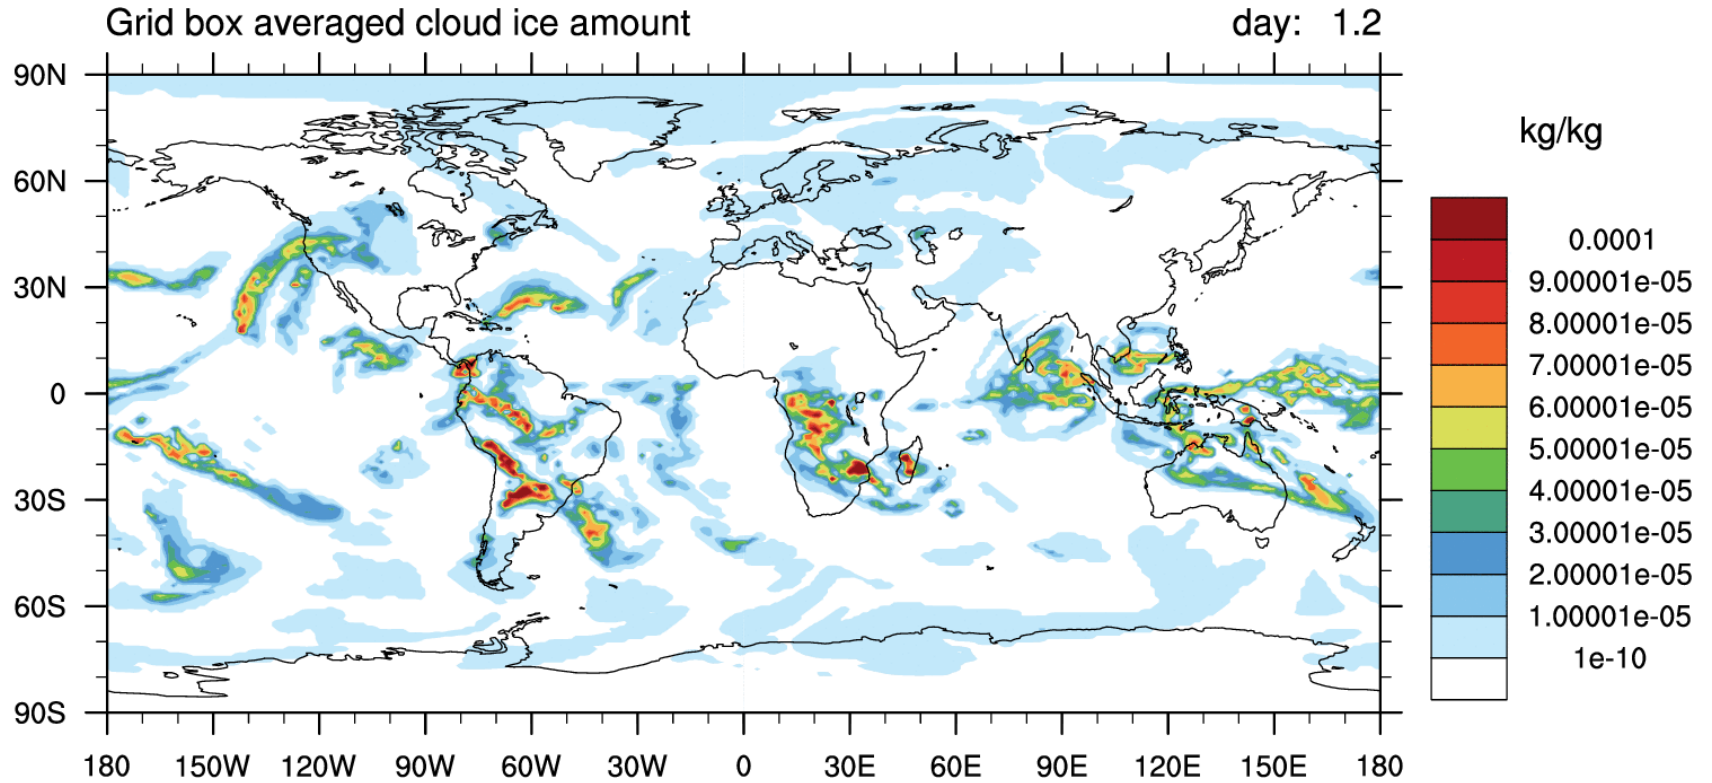 Grid box averaged cloud ice amount
day: 1.2
90N
60N
30N
0
30S
60S
90S
180 150W 120W 90W 60W 30W 0 30E 60E 90E 120E 150E 180
kg/kg
0.0001
9.00001e-05
8.00001e-05
7.00001e-05
6.00001e-05
5.00001e-05
4.00001e-05
3.00001e-05
2.00001e-05
1.00001e-05
1e-10